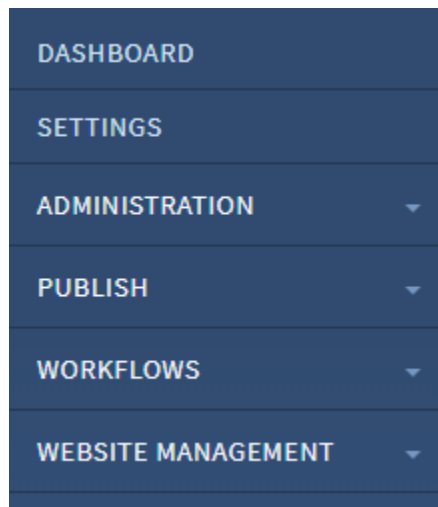 DASHBOARD
SETTINGS
ADMINISTRATION
PUBLISH
WORKFLOWS
WEBSITE MANAGEMENT